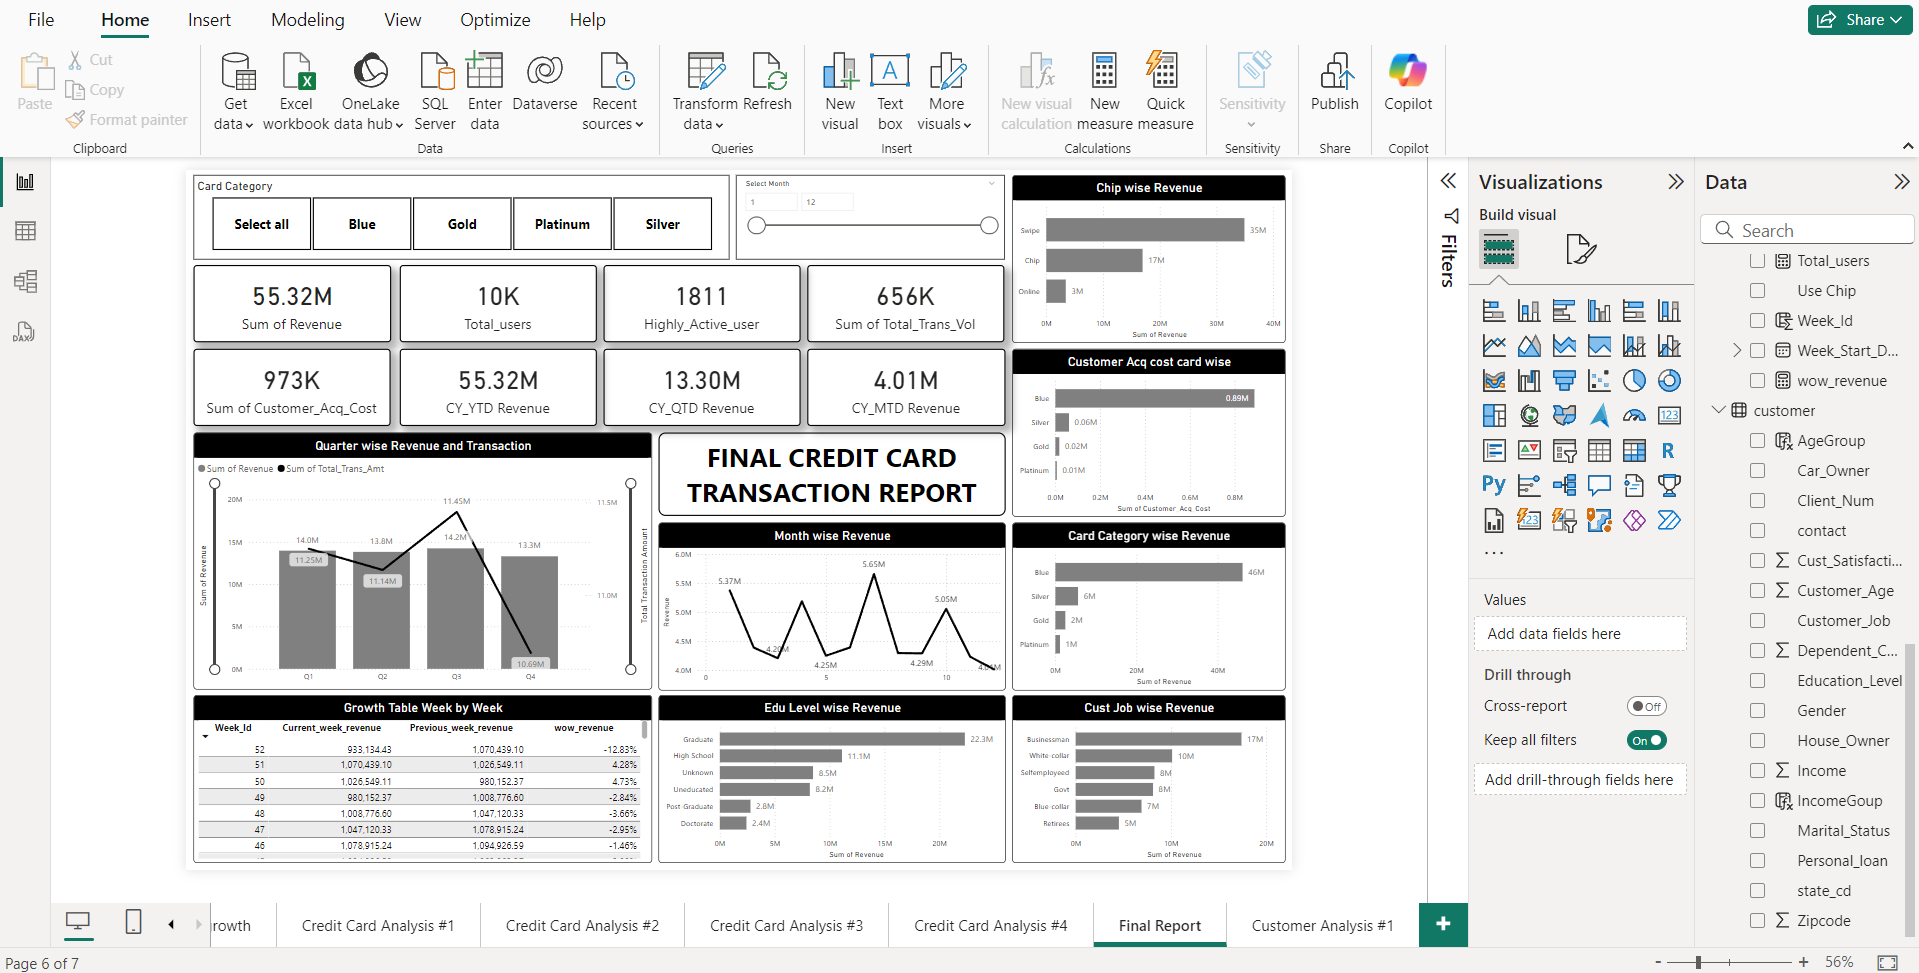 File Home Insert Modeling View Optimize Help Share
Paste
Cut
Copy
Format painter
Clipboard
Get data
Excel workbook
OneLake data hub
SQL Server
Enter data
Dataverse
Recent sources
Data
Transform data
Refresh
Queries
New visual
Text box
More visuals
Insert
New visual calculation
New measure
Quick measure
Calculations
Sensitivity
Sensitivity
Publish
Share
Copilot
Copilot
Card Category
Select all Blue Gold Platinum Silver
Select Month
1 12
55.32M
Sum of Revenue
10K
Total_users
1811
Highly_Active_user
656K
Sum of Total_Trans_Vol
973K
Sum of Customer_Acq_Cost
55.32M
CY_YTD Revenue
13.30M
CY_QTD Revenue
4.01M
CY_MTD Revenue
Chip wise Revenue
Swipe 35M
Chip 17M
Online 3M
0M 10M 20M 30M 40M
Sum of Revenue
Customer Acq cost card wise
Blue 0.89M
Silver 0.06M
Gold 0.02M
Platinum 0.01M
0.0M 0.2M 0.4M 0.6M 0.8M
Sum of Customer_Acq_Cost
Quarter wise Revenue and Transaction
Sum of Revenue Sum of Total_Trans_Amt
20M
15M
10M
5M
0M
Sum of Revenue
14.0M 13.8M 14.2M 13.3M
11.25M 11.14M 11.45M 10.69M
11.5M
11.0M
Total Transaction Amount
Q1 Q2 Q3 Q4
FINAL CREDIT CARD
TRANSACTION REPORT
Month wise Revenue
6.0M
5.5M
5.0M
4.5M
4.0M
Revenue
5.37M 4.20M 4.25M 5.65M 4.29M 5.05M 4.01M
0 5 10
Card Category wise Revenue
Blue 46M
Silver 6M
Gold 2M
Platinum 1M
0M 20M 40M
Sum of Revenue
Growth Table Week by Week
Week_Id Current_week_revenue Previous_week_revenue wow_revenue
52 933,134.43 1,070,439.10 -12.83%
51 1,070,439.10 1,026,549.11 4.28%
50 1,026,549.11 980,152.37 4.73%
49 980,152.37 1,008,776.60 -2.84%
48 1,008,776.60 1,047,120.33 -3.66%
47 1,047,120.33 1,078,915.24 -2.95%
46 1,078,915.24 1,094,926.59 -1.46%
Edu Level wise Revenue
Graduate 22.3M
High School 11.1M
Unknown 8.5M
Uneducated 8.2M
Post-Graduate 2.8M
Doctorate 2.4M
0M 5M 10M 15M 20M
Sum of Revenue
Cust Job wise Revenue
Businessman 17M
White collar 10M
Selfemployeed 8M
Govt 8M
Blue collar 7M
Retirees 5M
0M 10M 20M
Sum of Revenue
Filters
Visualizations
Build visual
123
R
Py
123
...
Values
Add data fields here
Drill through
Cross-report Off
Keep all filters On
Add drill-through fields here
Data
Search
Total_users
Use Chip
Week_Id
Week_Start_D...
wow_revenue
customer
AgeGroup
Car_Owner
Client_Num
contact
Cust_Satisfacti...
Customer_Age
Customer_Job
Dependent_C...
Education_Level
Gender
House_Owner
Income
IncomeGoup
Marital_Status
Personal_loan
state_cd
Zipcode
DAX
rowth Credit Card Analysis #1 Credit Card Analysis #2 Credit Card Analysis #3 Credit Card Analysis #4 Final Report Customer Analysis #1 +
Page 6 of 7
- + 56%